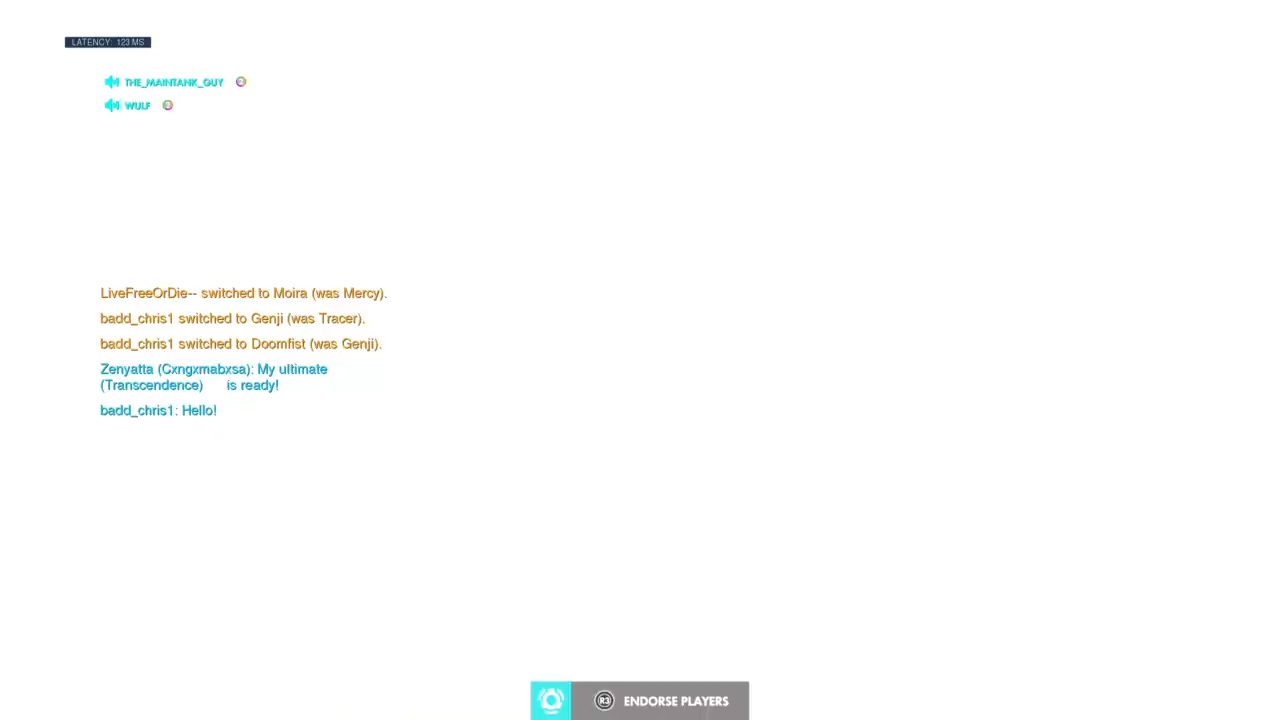 LATENCY: 123 MS
THE_MAINTANK_GUY
WULF
LiveFreeOrDie-- switched to Moira (was Mercy).
badd_chris1 switched to Genji (was Tracer).
badd_chris1 switched to Doomfist (was Genji).
Zenyatta (Cxngxmabxsa): My ultimate
(Transcendence) is ready!
badd_chris1: Hello!
R3 ENDORSE PLAYERS